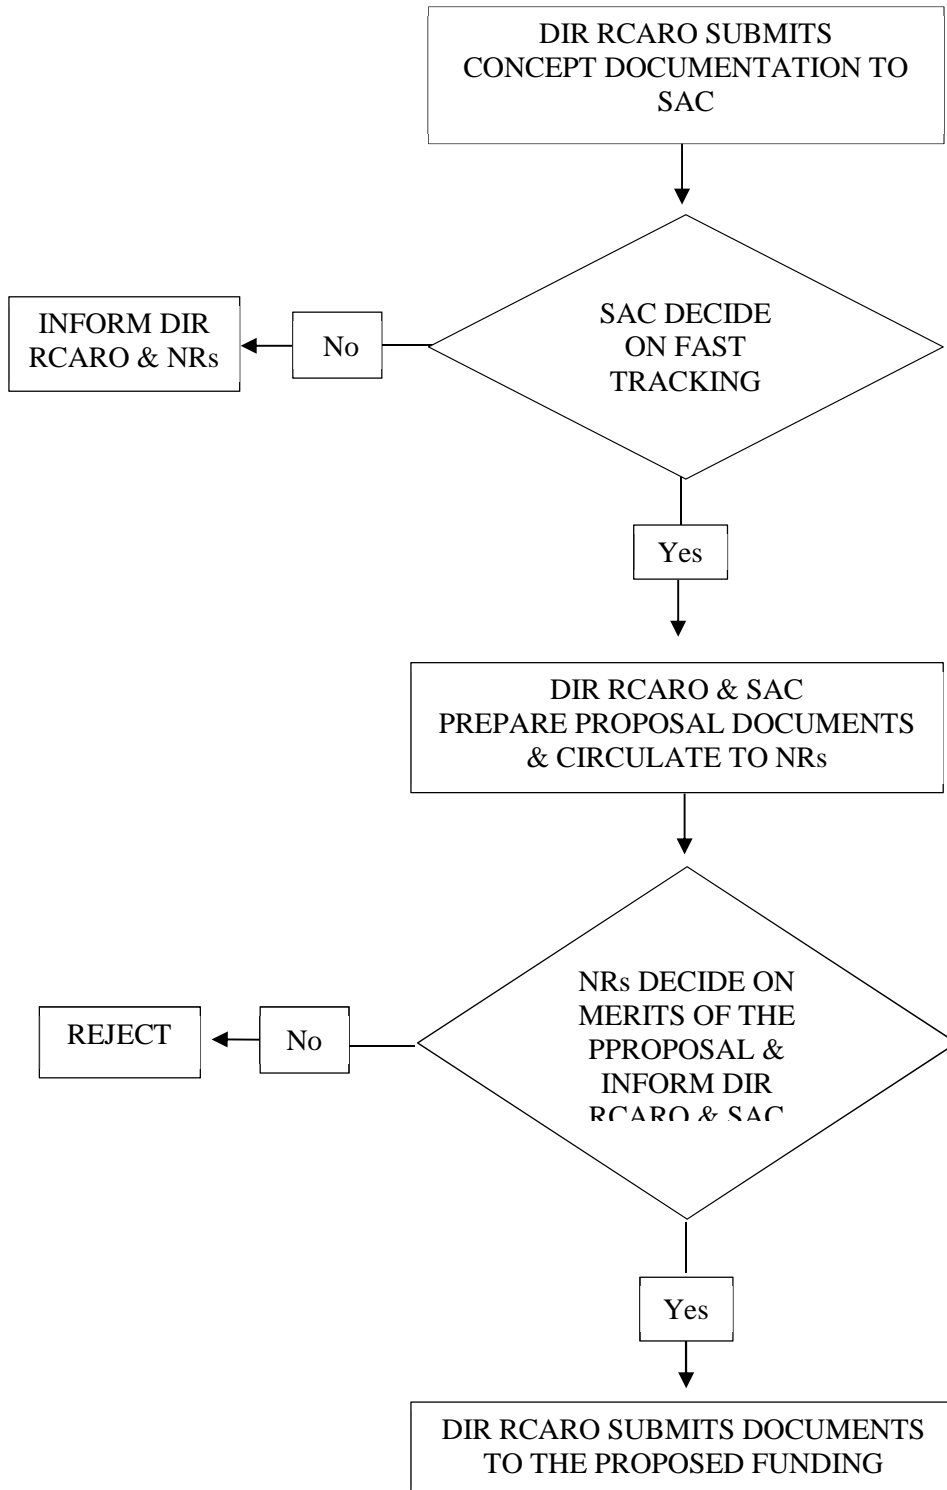 DIR RCARO SUBMITS
CONCEPT DOCUMENTATION TO
SAC
SAC DECIDE
ON FAST
TRACKING
No
INFORM DIR
RCARO & NRs
Yes
DIR RCARO & SAC
PREPARE PROPOSAL DOCUMENTS
& CIRCULATE TO NRs
NRs DECIDE ON
MERITS OF THE
PPROPOSAL &
INFORM DIR
RCARO & SAC
No
REJECT
Yes
DIR RCARO SUBMITS DOCUMENTS
TO THE PROPOSED FUNDING